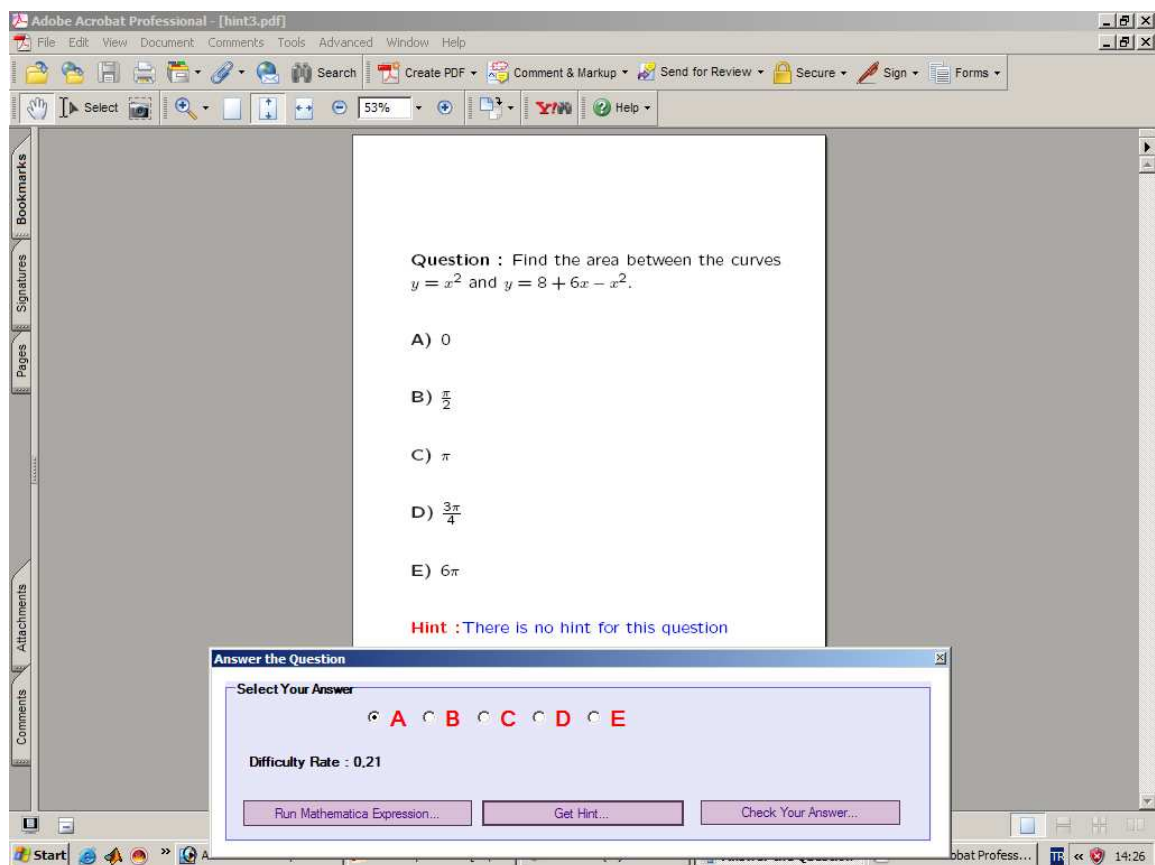 Adobe Acrobat Professional - [hint3.pdf]
File Edit View Document Comments Tools Advanced Window Help
Search Create PDF Comment & Markup Send for Review Secure Sign Forms
Select 53% Y! Help
Bookmarks
Signatures
Pages
Attachments
Comments
Question : Find the area between the curves
y = x² and y = 8 + 6x − x².
A) 0
B) π/2
C) π
D) 3π/4
E) 6π
Hint :There is no hint for this question
Answer the Question
Select Your Answer
A B C D E
Difficulty Rate : 0,21
Run Mathematica Expression... Get Hint... Check Your Answer...
Start » A Answer the Question obat Profess... TR « 14:26